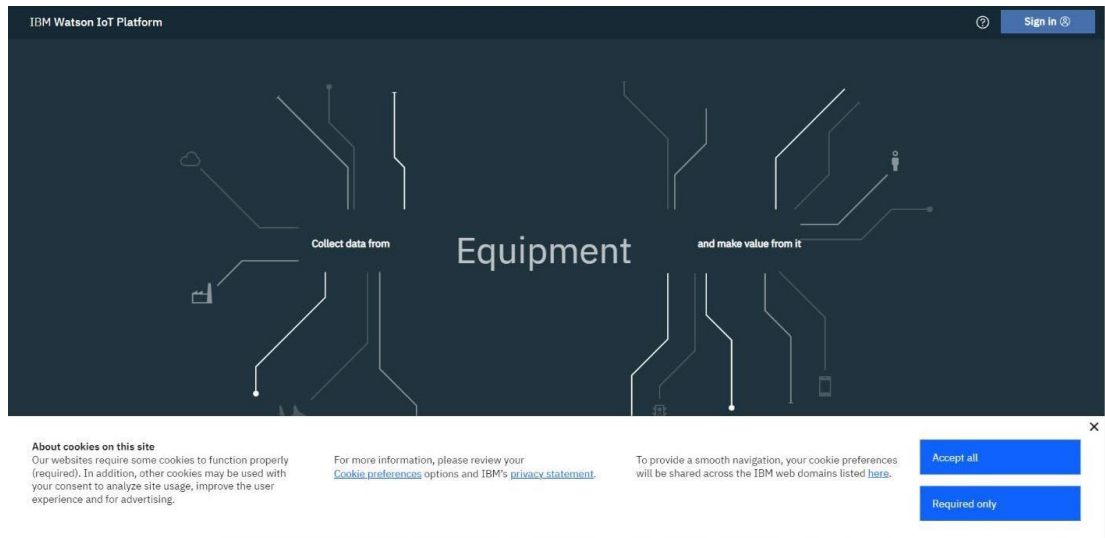 IBM Watson IoT Platform
Sign in
Collect data from
Equipment
and make value from it
About cookies on this site
Our websites require some cookies to function properly
(required). In addition, other cookies may be used with
your consent to analyze site usage, improve the user
experience and for advertising.
For more information, please review your
Cookie preferences options and IBM's privacy statement.
To provide a smooth navigation, your cookie preferences
will be shared across the IBM web domains listed here.
Accept all
Required only